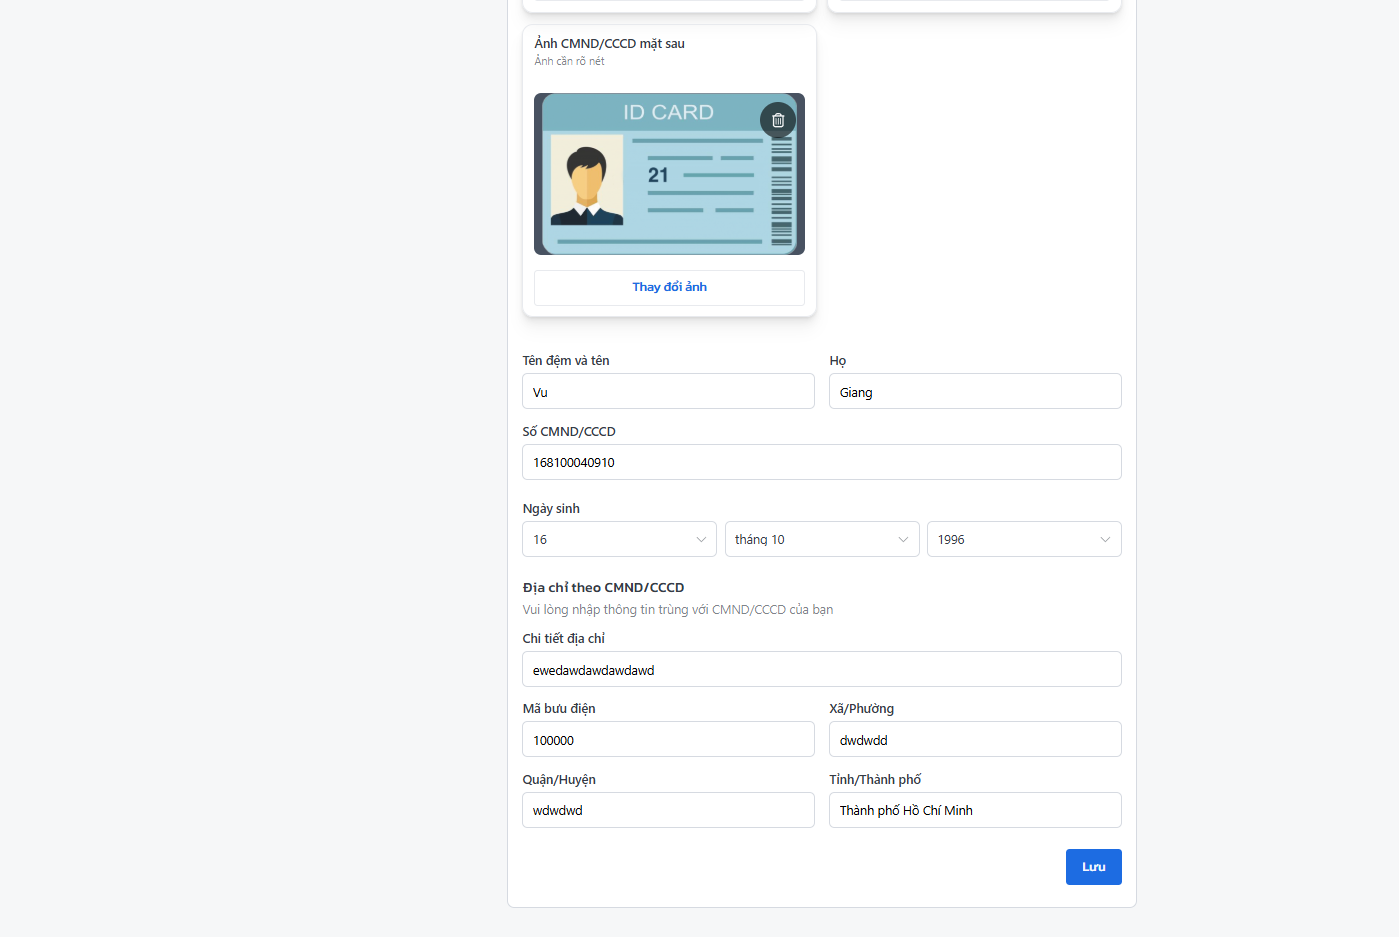 Ảnh CMND/CCCD mặt sau
Ảnh cần rõ nét
ID CARD
21
Thay đổi ảnh
Tên đệm và tên
Họ
Vu
Giang
Số CMND/CCCD
168100040910
Ngày sinh
16
tháng 10
1996
Địa chỉ theo CMND/CCCD
Vui lòng nhập thông tin trùng với CMND/CCCD của bạn
Chi tiết địa chỉ
ewedawdawdawdawd
Mã bưu điện
Xã/Phường
100000
dwdwdd
Quận/Huyện
Tỉnh/Thành phố
wdwdwd
Thành phố Hồ Chí Minh
Lưu